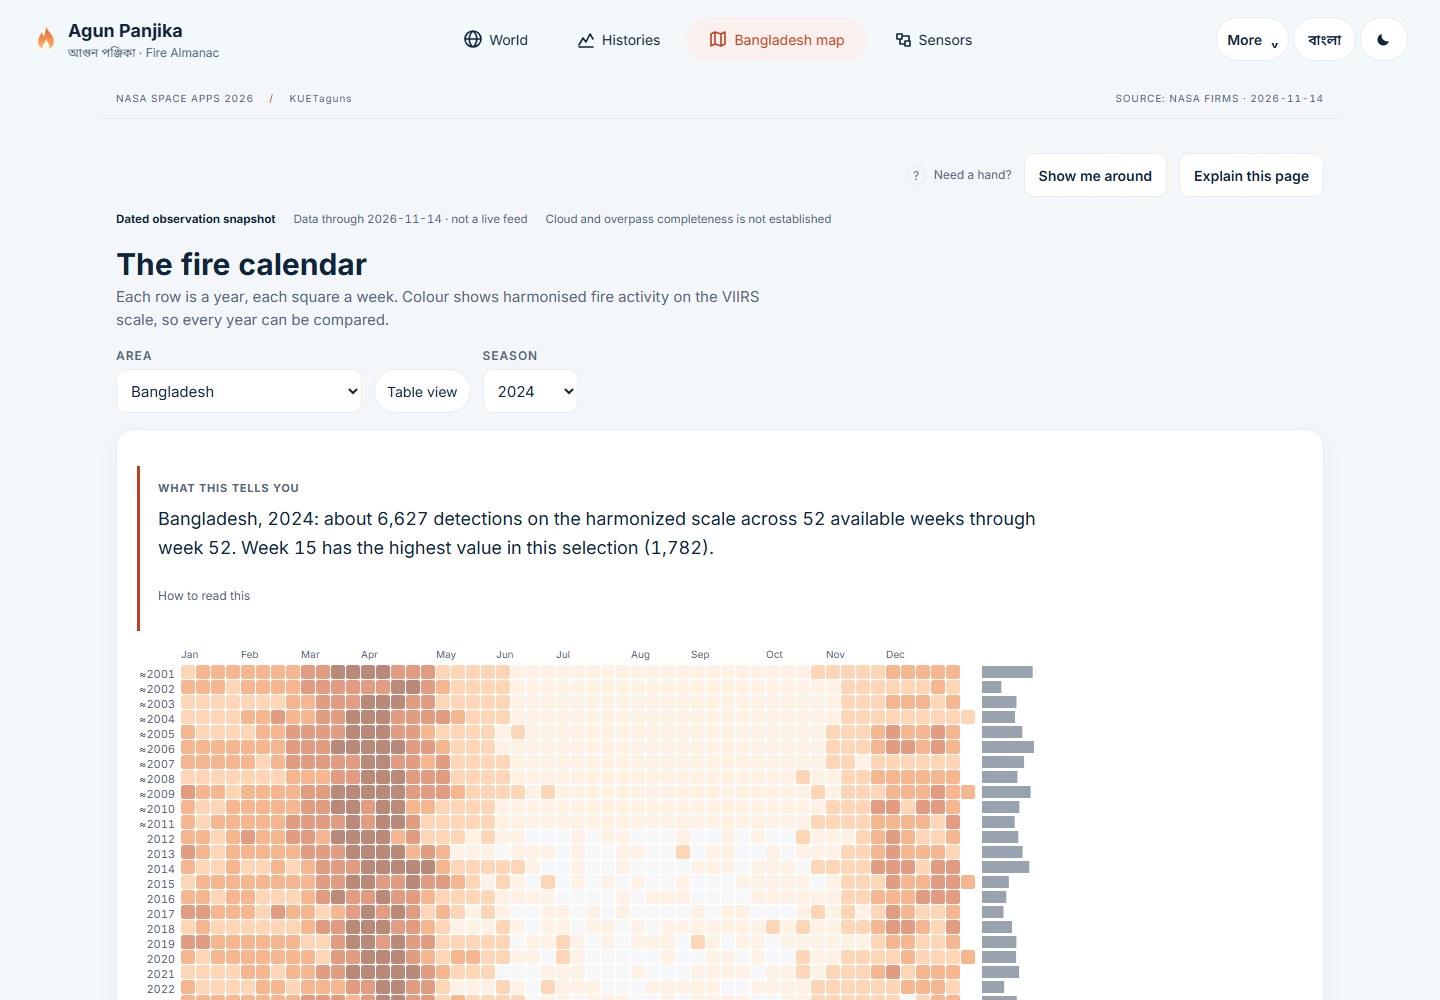 Agun Panjika
আগুন পঞ্জিকা · Fire Almanac
World
Histories
Bangladesh map
Sensors
More
বাংলা
NASA SPACE APPS 2026 / KUETaguns
SOURCE: NASA FIRMS · 2026-11-14
? Need a hand?
Show me around
Explain this page
Dated observation snapshot
Data through 2026-11-14 · not a live feed
Cloud and overpass completeness is not established
The fire calendar
Each row is a year, each square a week. Colour shows harmonised fire activity on the VIIRS
scale, so every year can be compared.
AREA
SEASON
Bangladesh
Table view
2024
WHAT THIS TELLS YOU
Bangladesh, 2024: about 6,627 detections on the harmonized scale across 52 available weeks through
week 52. Week 15 has the highest value in this selection (1,782).
How to read this
Jan Feb Mar Apr May Jun Jul Aug Sep Oct Nov Dec
≈2001
≈2002
≈2003
≈2004
≈2005
≈2006
≈2007
≈2008
≈2009
≈2010
≈2011
2012
2013
2014
2015
2016
2017
2018
2019
2020
2021
2022